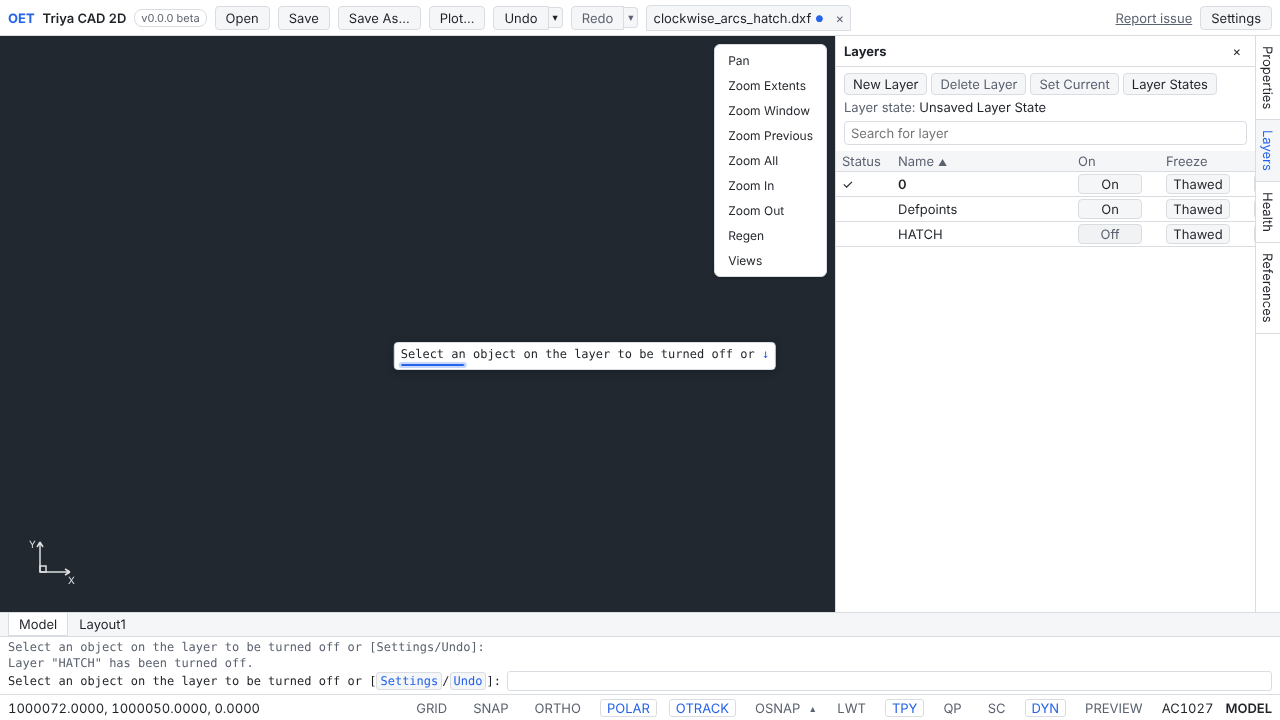 OET Triya CAD 2D v0.0.0 beta Open Save Save As... Plot... Undo ▾ Redo ▾ clockwise_arcs_hatch.dxf ● × Report issue Settings
Pan
Zoom Extents
Zoom Window
Zoom Previous
Zoom All
Zoom In
Zoom Out
Regen
Views
Select an object on the layer to be turned off or ↓
Y
X
Layers ×
New Layer Delete Layer Set Current Layer States
Layer state: Unsaved Layer State
Search for layer
Status Name ▲ On Freeze
✓ 0 On Thawed
Defpoints On Thawed
HATCH Off Thawed
Properties
Layers
Health
References
Model Layout1
Select an object on the layer to be turned off or [Settings/Undo]:
Layer "HATCH" has been turned off.
Select an object on the layer to be turned off or [Settings/Undo]:
1000072.0000, 1000050.0000, 0.0000 GRID SNAP ORTHO POLAR OTRACK OSNAP ▲ LWT TPY QP SC DYN PREVIEW AC1027 MODEL